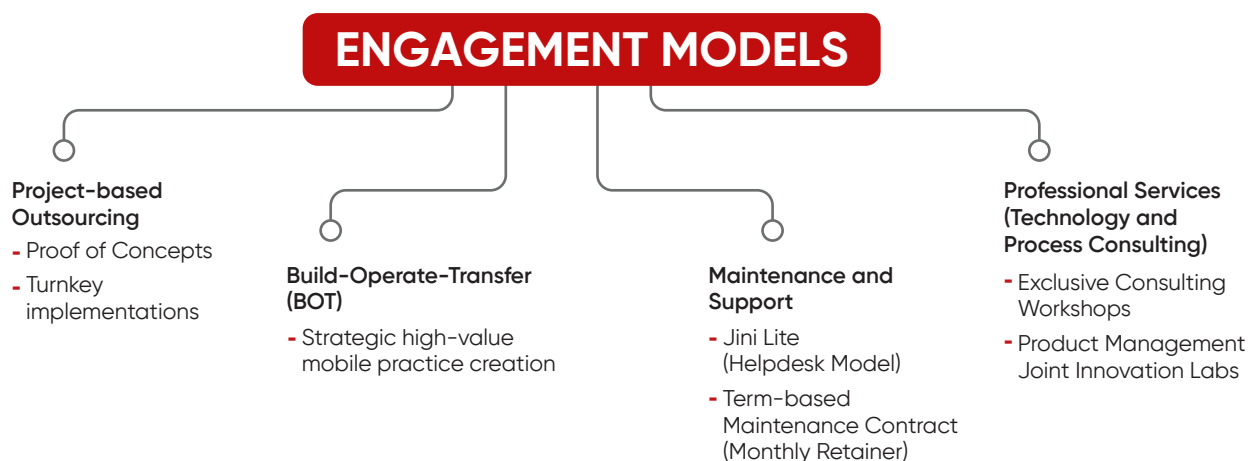 ENGAGEMENT MODELS
Project-based
Outsourcing
- Proof of Concepts
- Turnkey
implementations
Build-Operate-Transfer
(BOT)
- Strategic high-value
mobile practice creation
Maintenance and
Support
- Jini Lite
(Helpdesk Model)
- Term-based
Maintenance Contract
(Monthly Retainer)
Professional Services
(Technology and
Process Consulting)
- Exclusive Consulting
Workshops
- Product Management
Joint Innovation Labs